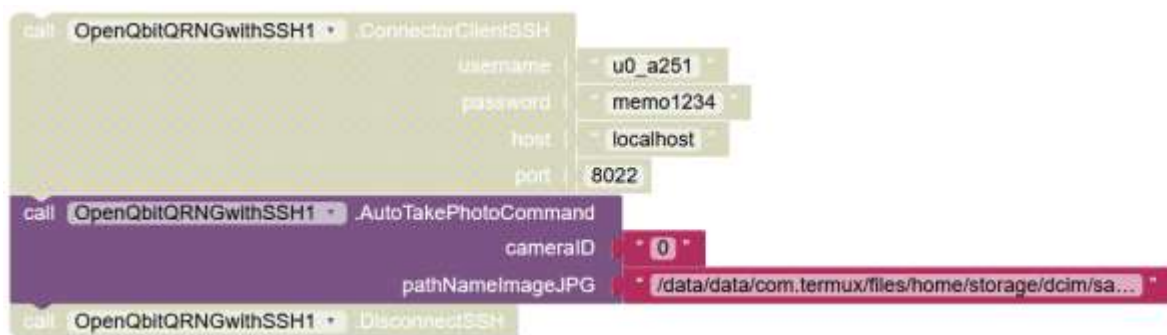 call OpenQbitQRNGwithSSH1 .ConnectorClientSSH
username " u0_a251 "
password " memo1234 "
host " localhost "
port 8022
call OpenQbitQRNGwithSSH1 .AutoTakePhotoCommand
cameraID " 0 "
pathNameImageJPG " /data/data/com.termux/files/home/storage/dcim/sa... "
call OpenQbitQRNGwithSSH1 .DisconnectSSH